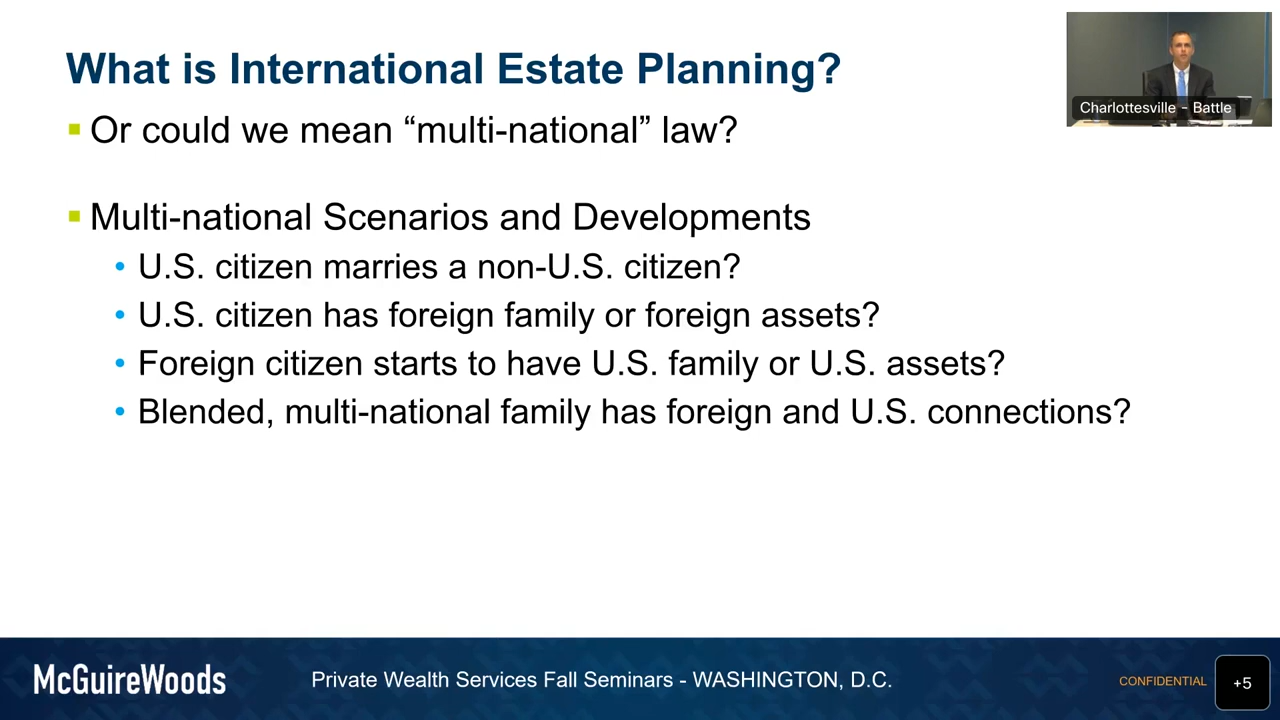 What is International Estate Planning?
Or could we mean “multi-national” law?
Multi-national Scenarios and Developments
U.S. citizen marries a non-U.S. citizen?
U.S. citizen has foreign family or foreign assets?
Foreign citizen starts to have U.S. family or U.S. assets?
Blended, multi-national family has foreign and U.S. connections?
Charlottesville - Battle
McGuireWoods
Private Wealth Services Fall Seminars - WASHINGTON, D.C.
CONFIDENTIAL
+5